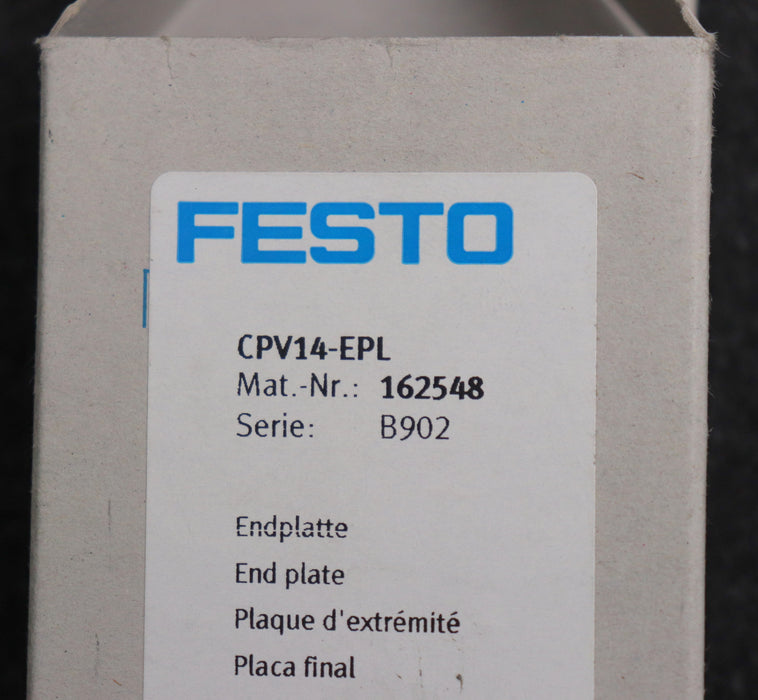 FESTO
CPV14-EPL
Mat.-Nr.: 162548
Serie: B902
Endplatte
End plate
Plaque d'extrémité
Placa final